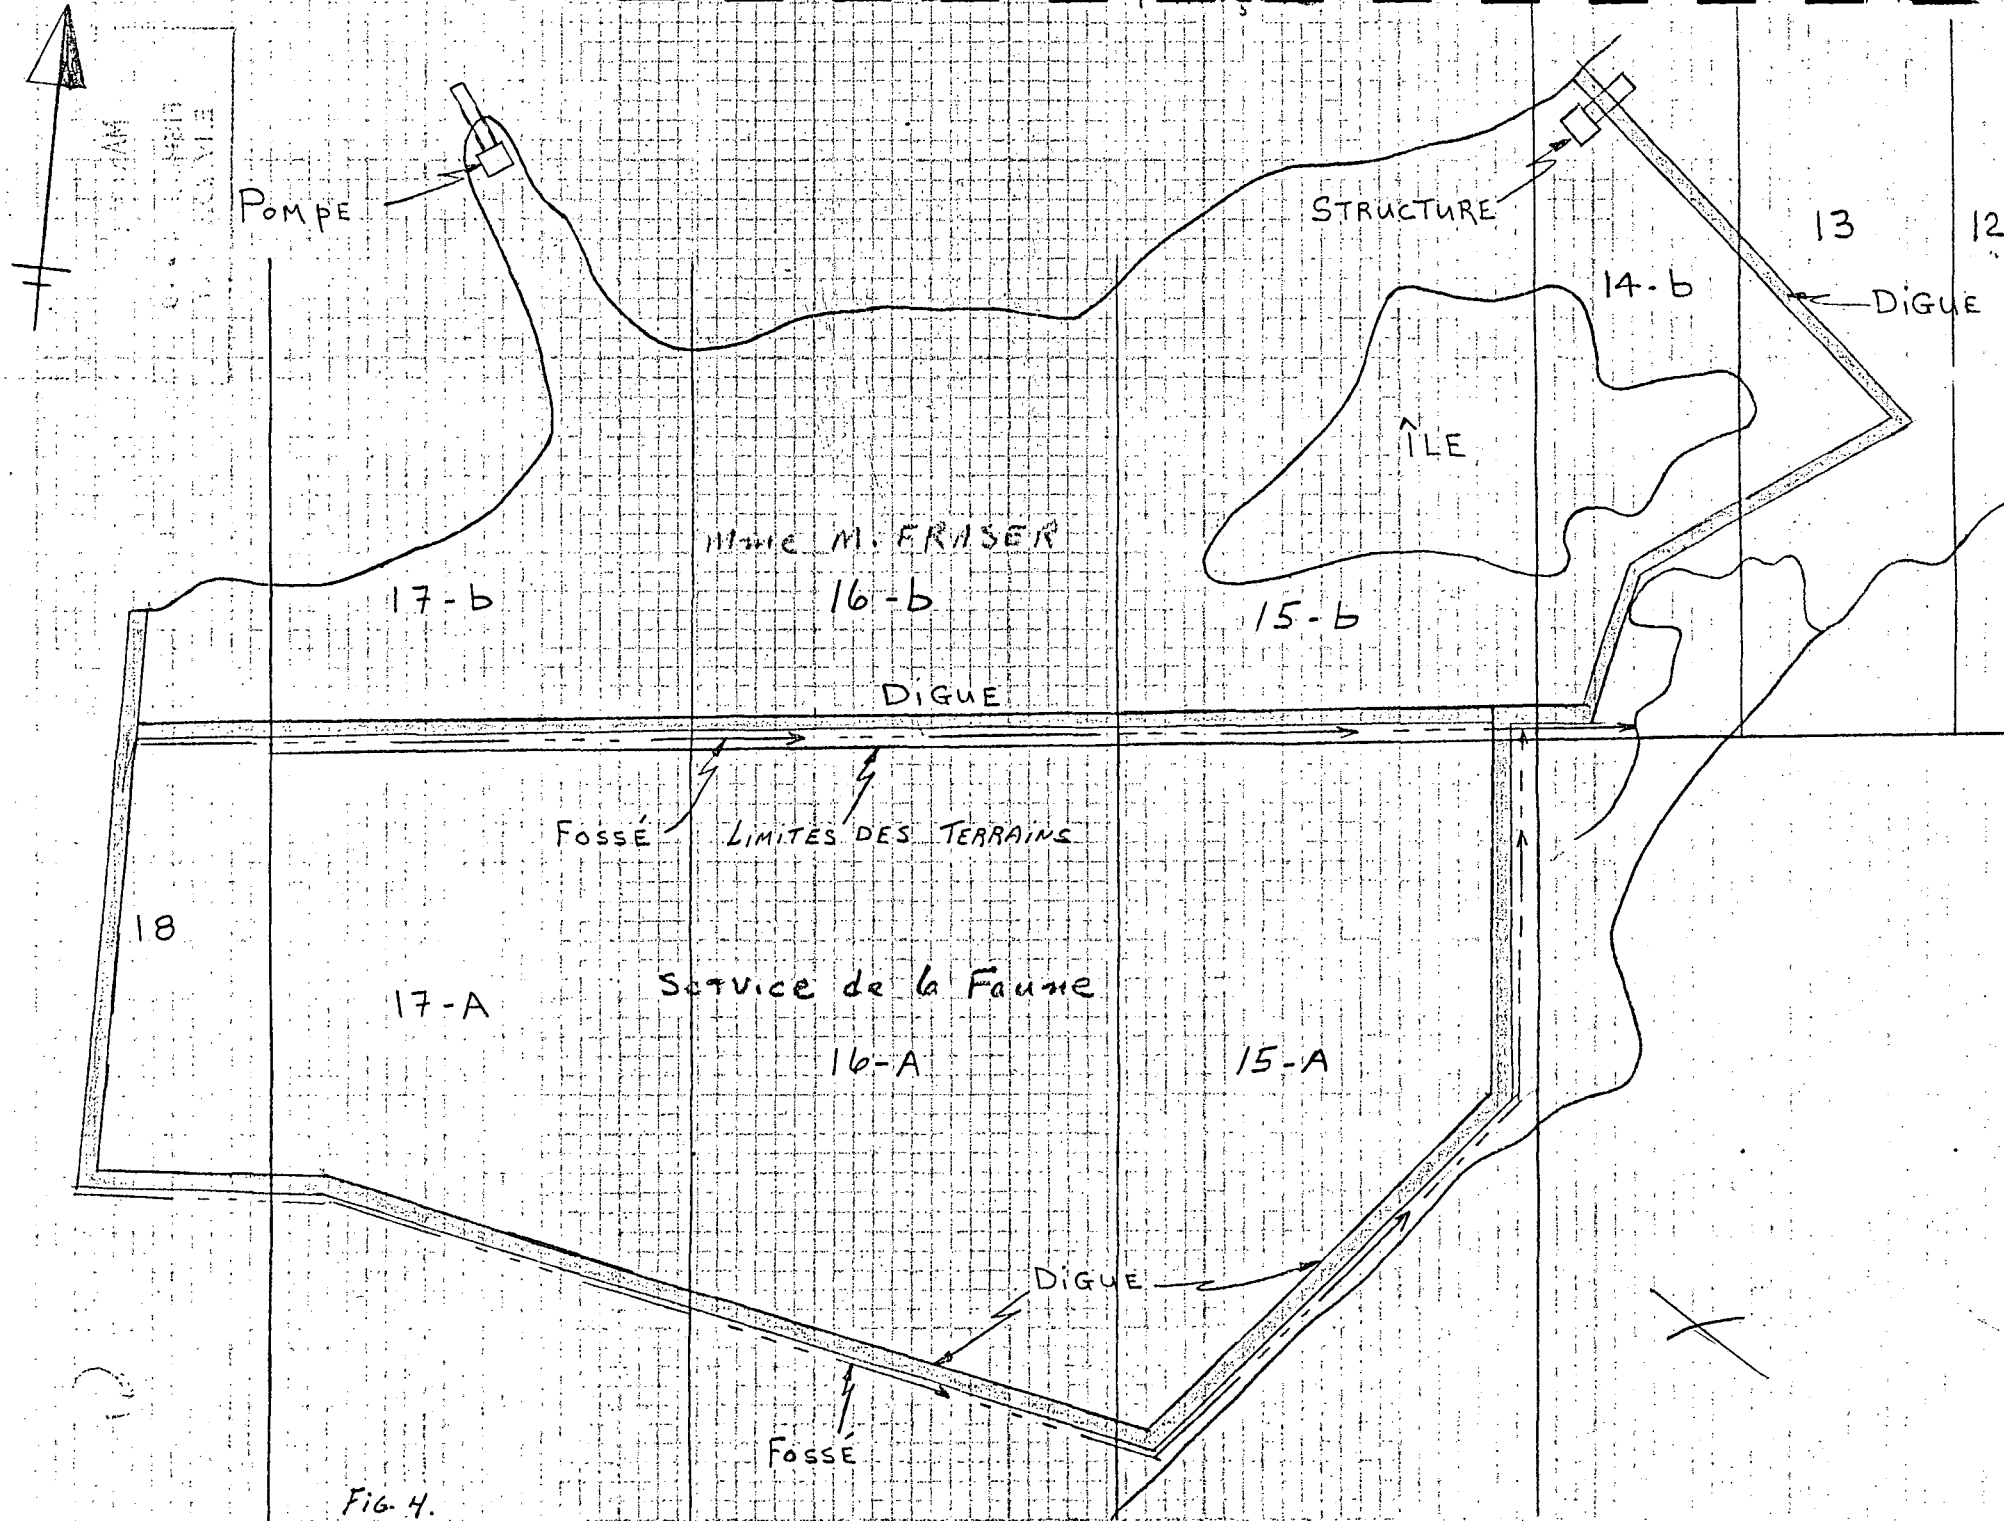 POMPE
STRUCTURE
13
12
14-b
DIGUE
ÎLE
Mme M. FRASER
17-b
16-b
15-b
DIGUE
FOSSÉ
LIMITES DES TERRAINS
18
17-A
Service de la Faune
16-A
15-A
DIGUE
FOSSÉ
FIG. 4.